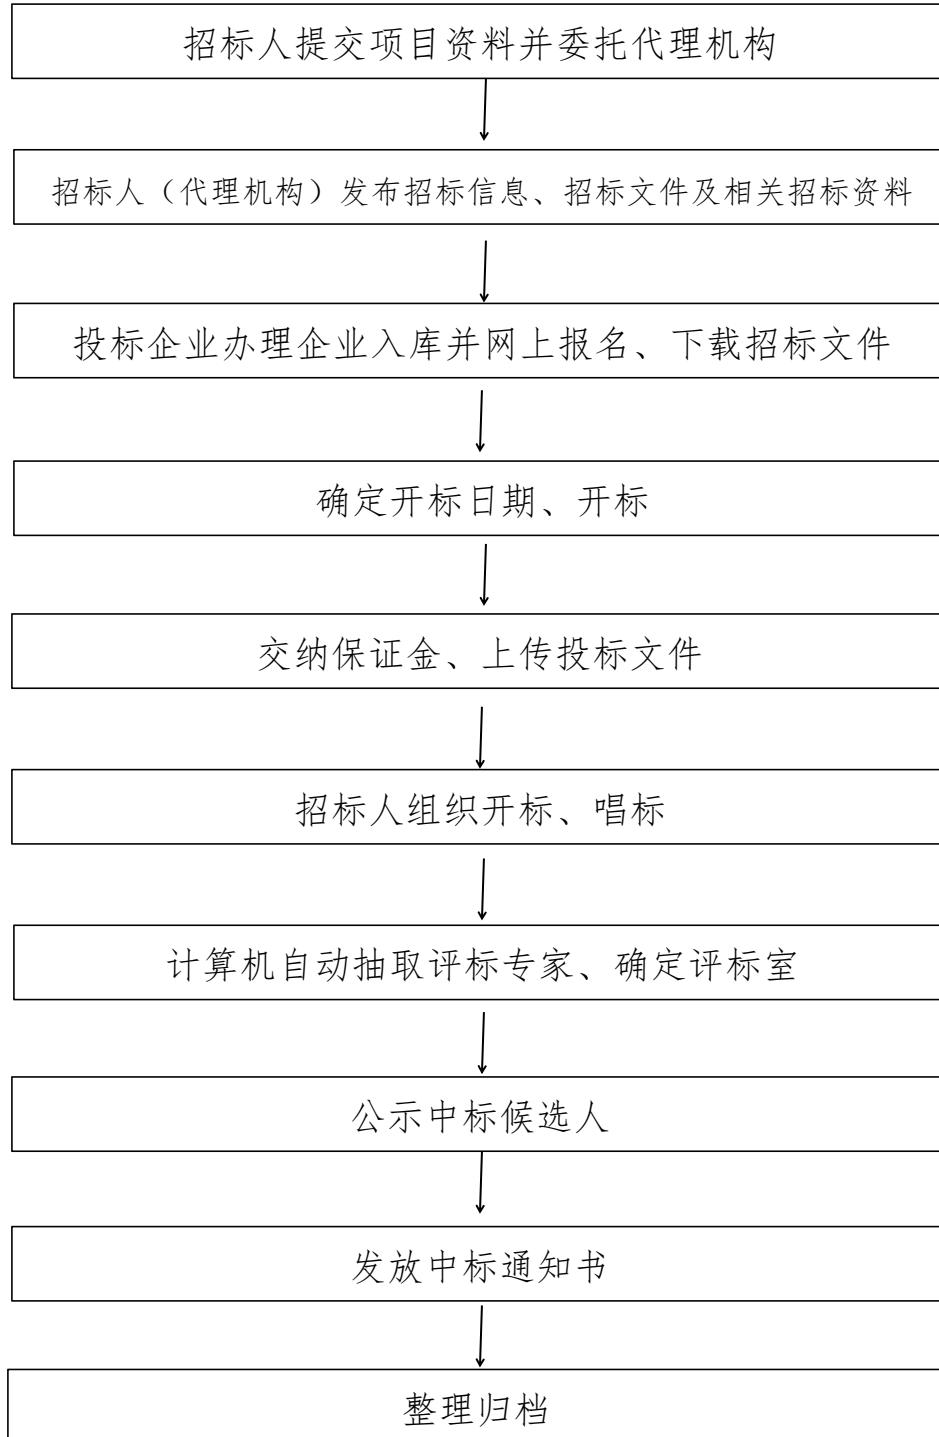 招标人提交项目资料并委托代理机构
招标人（代理机构）发布招标信息、招标文件及相关招标资料
投标企业办理企业入库并网上报名、下载招标文件
确定开标日期、开标
交纳保证金、上传投标文件
招标人组织开标、唱标
计算机自动抽取评标专家、确定评标室
公示中标候选人
发放中标通知书
整理归档